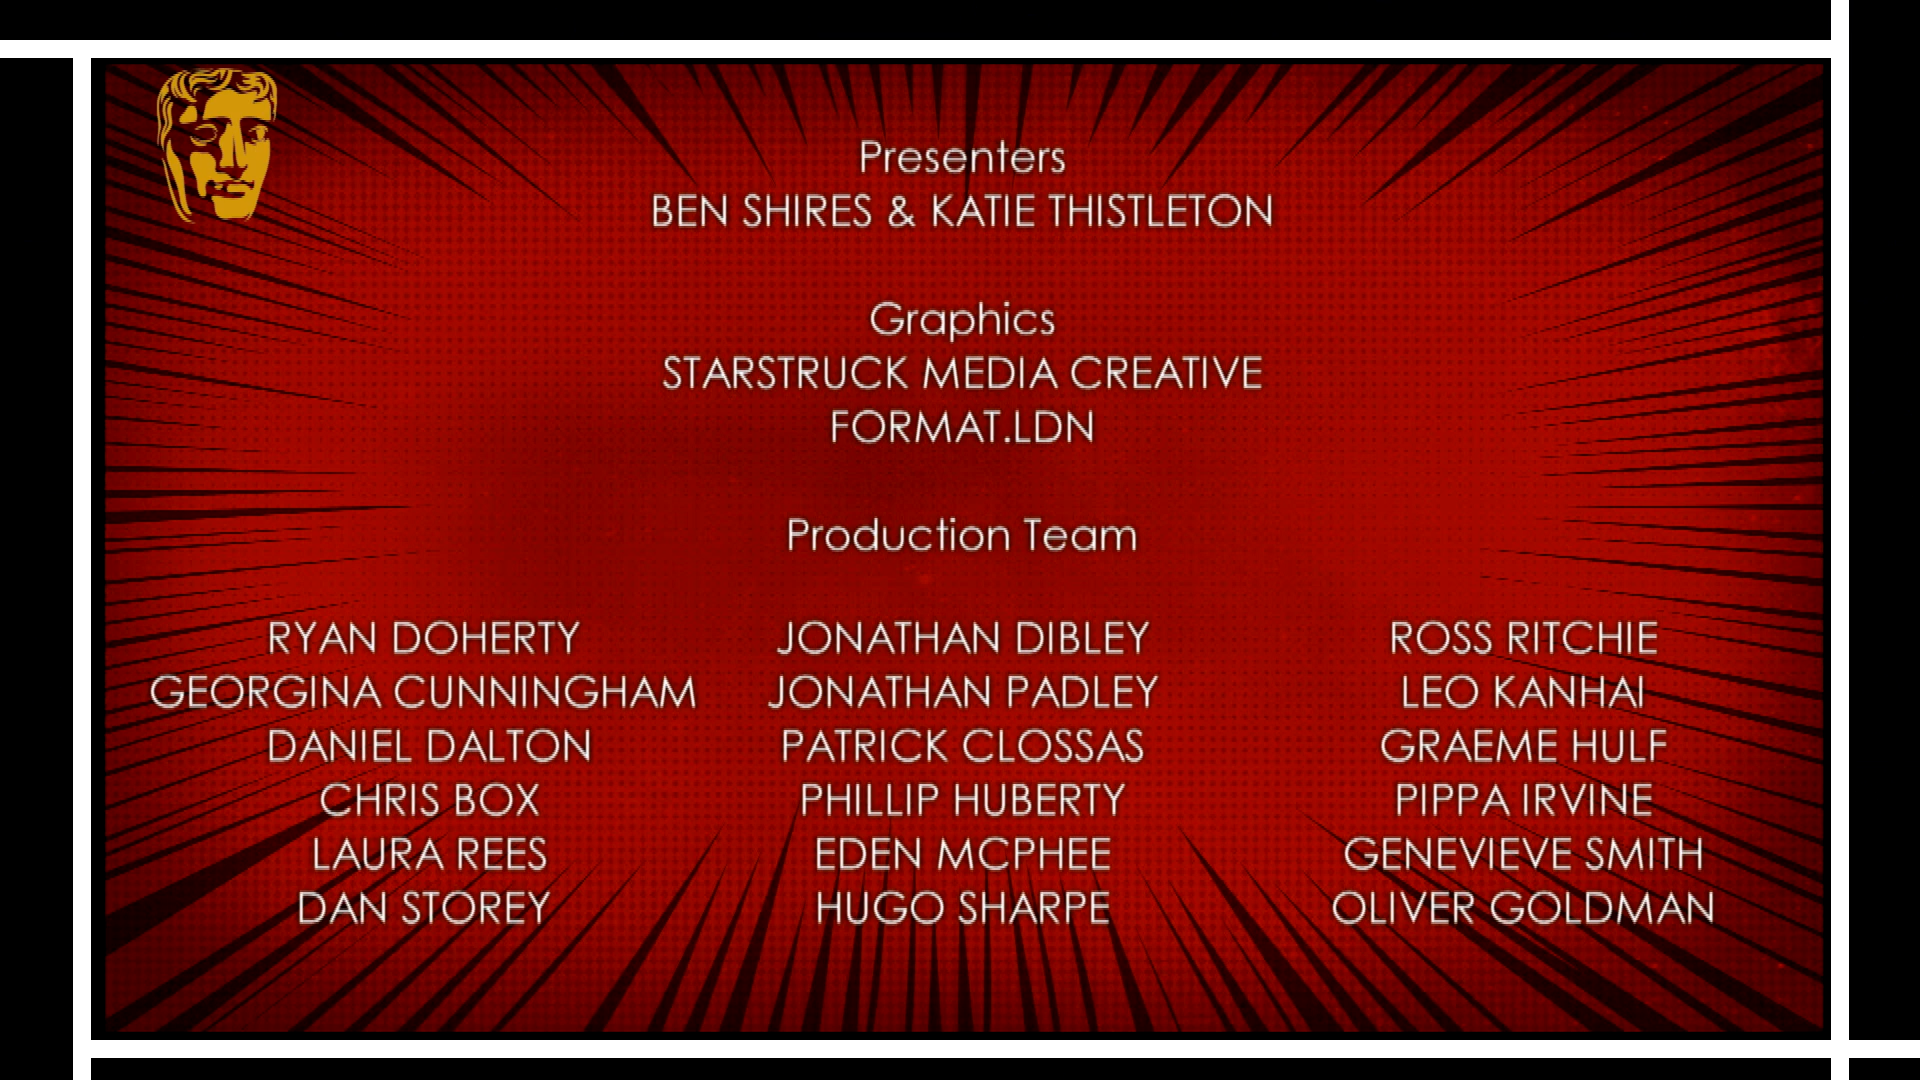 Presenters
BEN SHIRES & KATIE THISTLETON
Graphics
STARSTRUCK MEDIA CREATIVE
FORMAT.LDN
Production Team
RYAN DOHERTY
GEORGINA CUNNINGHAM
DANIEL DALTON
CHRIS BOX
LAURA REES
DAN STOREY
JONATHAN DIBLEY
JONATHAN PADLEY
PATRICK CLOSSAS
PHILLIP HUBERTY
EDEN MCPHEE
HUGO SHARPE
ROSS RITCHIE
LEO KANHAI
GRAEME HULF
PIPPA IRVINE
GENEVIEVE SMITH
OLIVER GOLDMAN